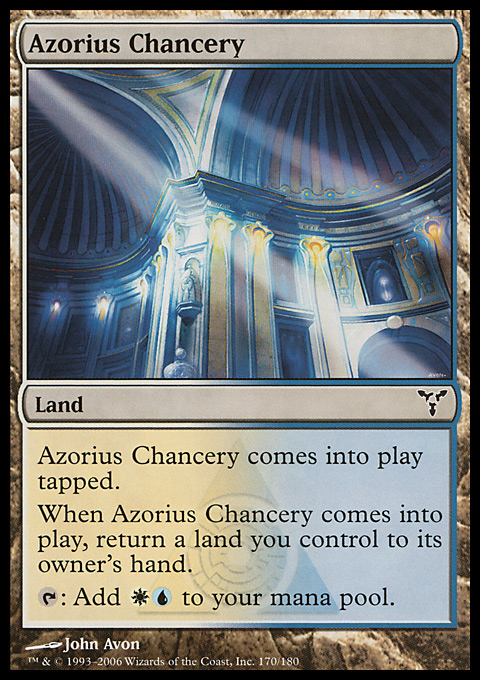 Azorius Chancery
AVON-
Land
Azorius Chancery comes into play
tapped.
When Azorius Chancery comes into
play, return a land you control to its
owner's hand.
: Add to your mana pool.
John Avon
™ & © 1993–2006 Wizards of the Coast, Inc. 170/180